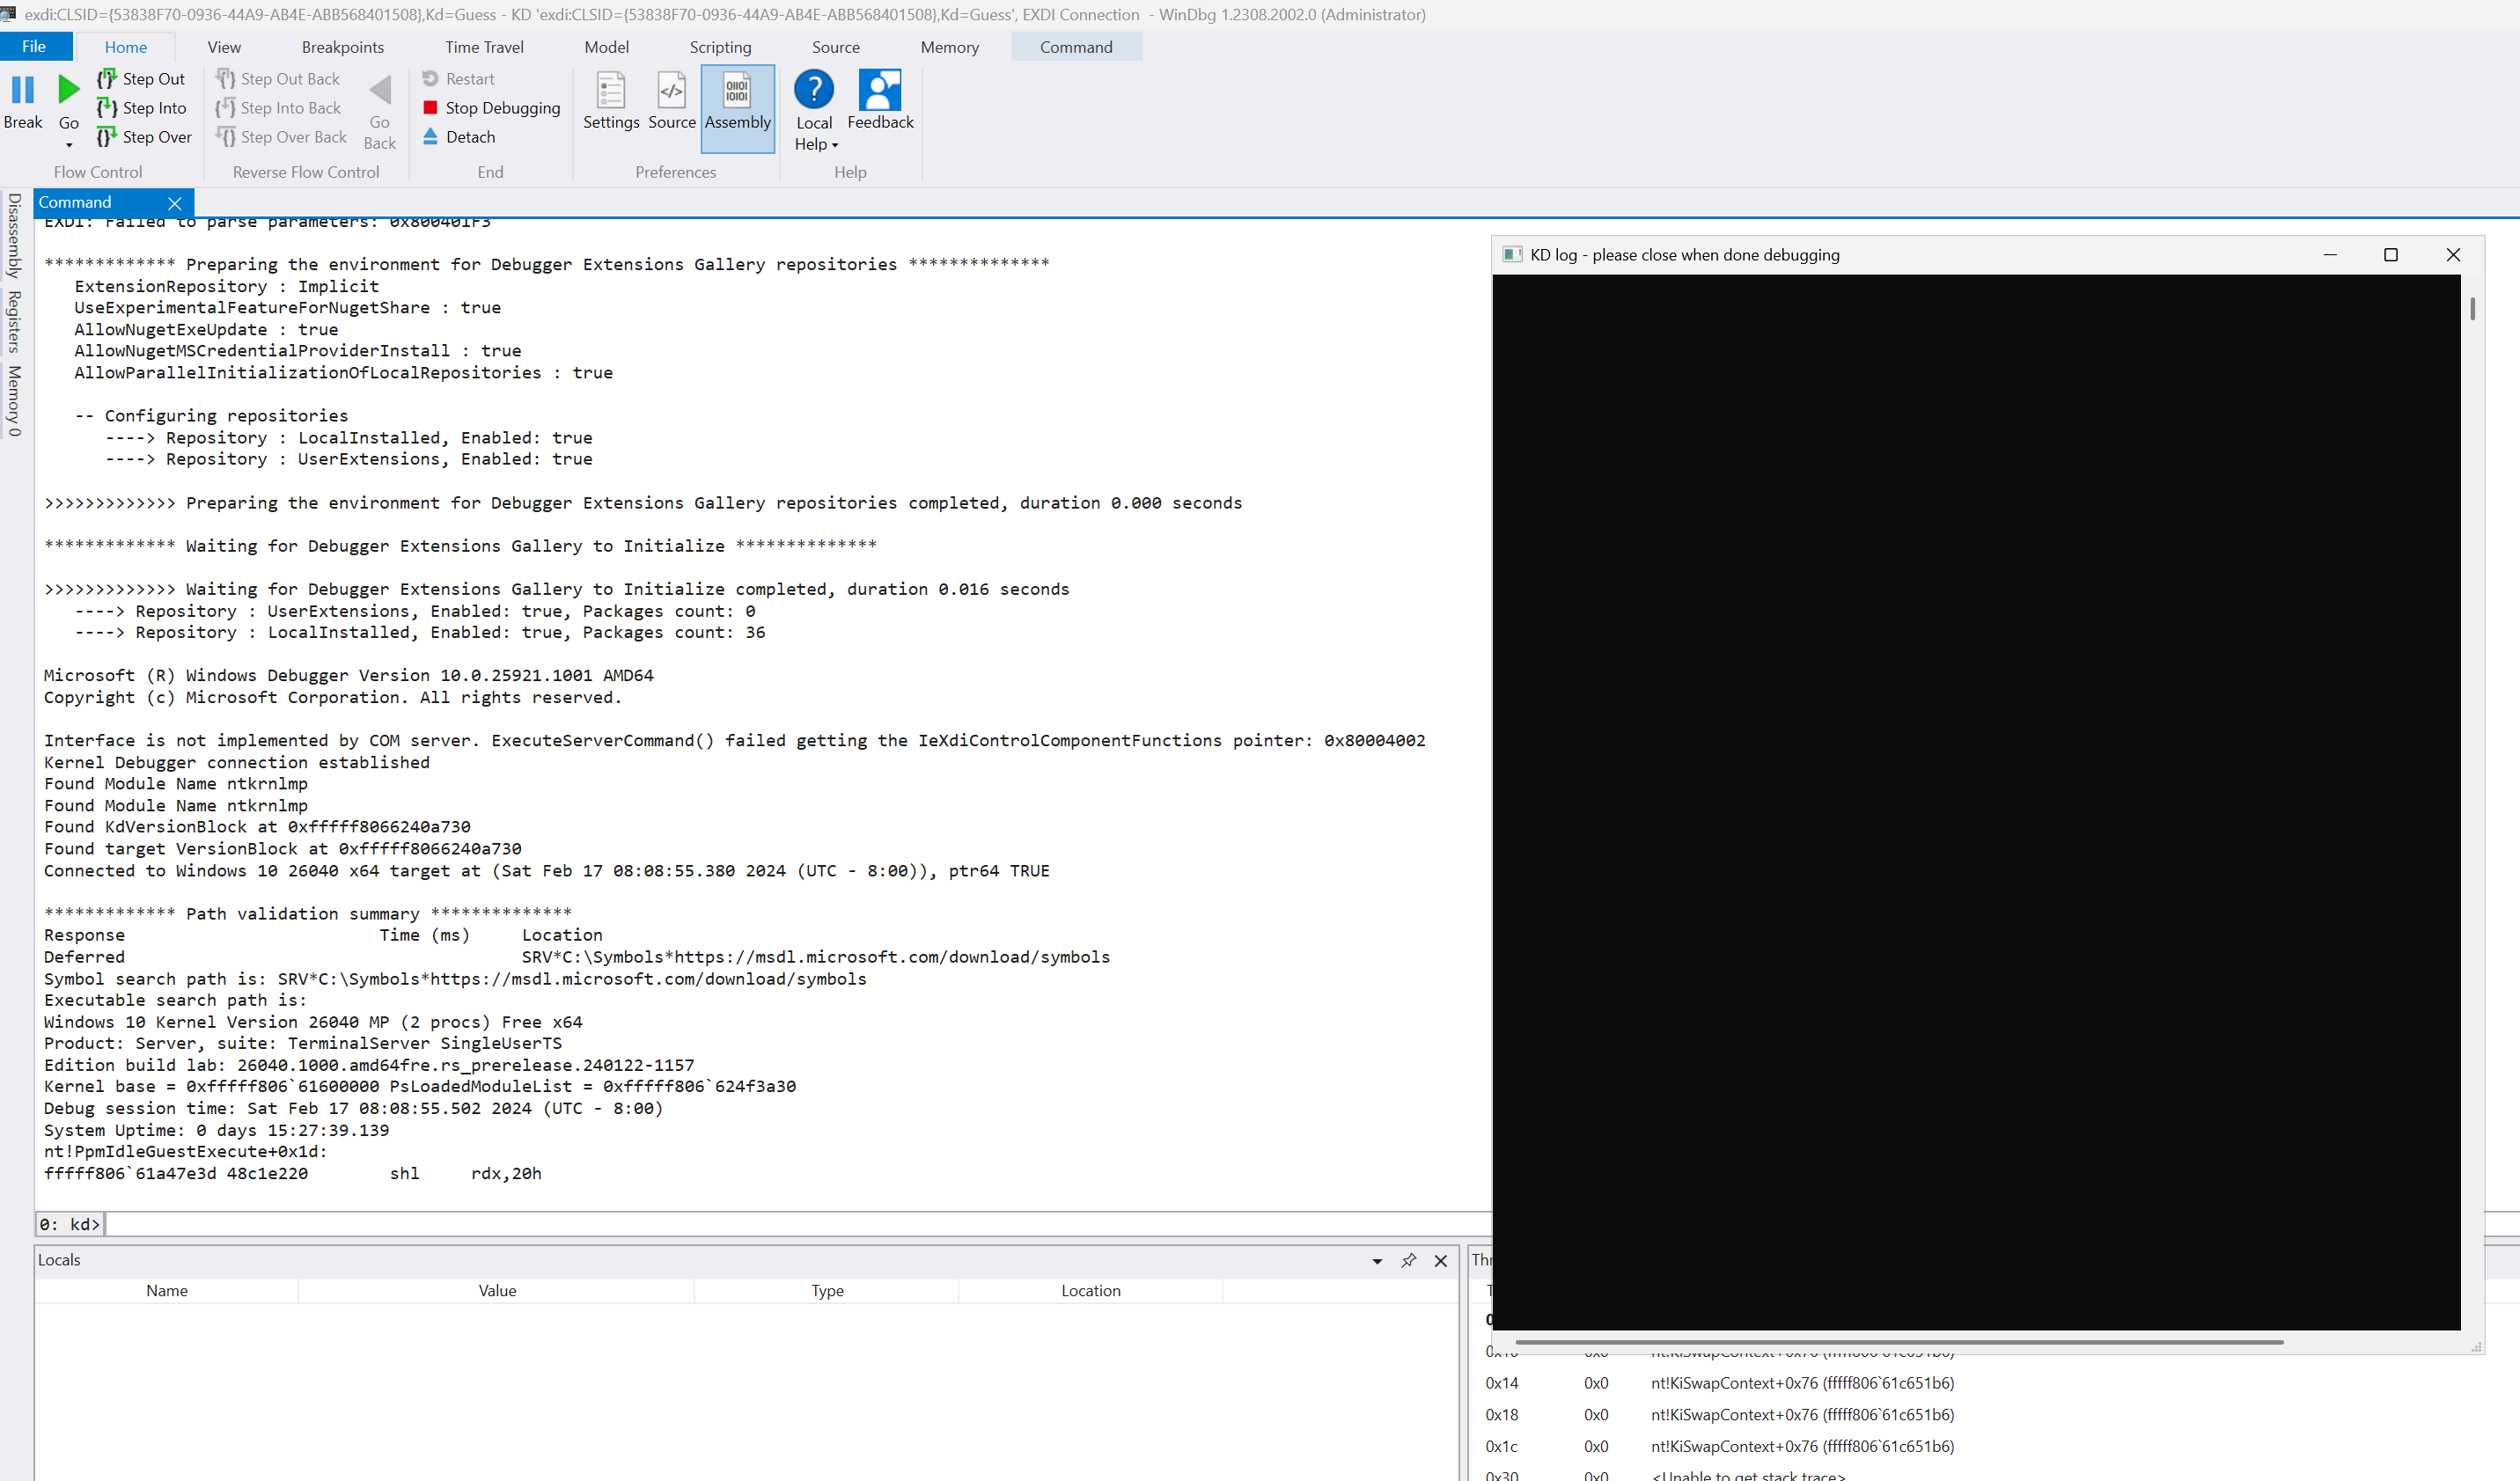 exdi:CLSID={53838F70-0936-44A9-AB4E-ABB568401508},Kd=Guess - KD 'exdi:CLSID={53838F70-0936-44A9-AB4E-ABB568401508},Kd=Guess', EXDI Connection - WinDbg 1.2308.2002.0 (Administrator)
File Home View Breakpoints Time Travel Model Scripting Source Memory Command
Break
Go
Step Out
Step Into
Step Over
Flow Control
Step Out Back
Step Into Back
Step Over Back
Go Back
Reverse Flow Control
Restart
Stop Debugging
Detach
End
Settings
Source
Assembly
Preferences
Local Help
Feedback
Help
Disassembly
Registers
Memory 0
Command
EXDI: Failed to parse parameters: 0x800401F3
************* Preparing the environment for Debugger Extensions Gallery repositories **************
ExtensionRepository : Implicit
UseExperimentalFeatureForNugetShare : true
AllowNugetExeUpdate : true
AllowNugetMSCredentialProviderInstall : true
AllowParallelInitializationOfLocalRepositories : true
-- Configuring repositories
----> Repository : LocalInstalled, Enabled: true
----> Repository : UserExtensions, Enabled: true
>>>>>>>>>>>>> Preparing the environment for Debugger Extensions Gallery repositories completed, duration 0.000 seconds
************* Waiting for Debugger Extensions Gallery to Initialize **************
>>>>>>>>>>>>> Waiting for Debugger Extensions Gallery to Initialize completed, duration 0.016 seconds
----> Repository : UserExtensions, Enabled: true, Packages count: 0
----> Repository : LocalInstalled, Enabled: true, Packages count: 36
Microsoft (R) Windows Debugger Version 10.0.25921.1001 AMD64
Copyright (c) Microsoft Corporation. All rights reserved.
Interface is not implemented by COM server. ExecuteServerCommand() failed getting the IeXdiControlComponentFunctions pointer: 0x80004002
Kernel Debugger connection established
Found Module Name ntkrnlmp
Found Module Name ntkrnlmp
Found KdVersionBlock at 0xfffff8066240a730
Found target VersionBlock at 0xfffff8066240a730
Connected to Windows 10 26040 x64 target at (Sat Feb 17 08:08:55.380 2024 (UTC - 8:00)), ptr64 TRUE
************* Path validation summary **************
Response Time (ms) Location
Deferred SRV*C:\Symbols*https://msdl.microsoft.com/download/symbols
Symbol search path is: SRV*C:\Symbols*https://msdl.microsoft.com/download/symbols
Executable search path is:
Windows 10 Kernel Version 26040 MP (2 procs) Free x64
Product: Server, suite: TerminalServer SingleUserTS
Edition build lab: 26040.1000.amd64fre.rs_prerelease.240122-1157
Kernel base = 0xfffff806`61600000 PsLoadedModuleList = 0xfffff806`624f3a30
Debug session time: Sat Feb 17 08:08:55.502 2024 (UTC - 8:00)
System Uptime: 0 days 15:27:39.139
nt!PpmIdleGuestExecute+0x1d:
fffff806`61a47e3d 48c1e220 shl rdx,20h
0: kd>
KD log - please close when done debugging
Locals
Name Value Type Location
0x14 0x0 nt!KiSwapContext+0x76 (fffff806`61c651b6)
0x18 0x0 nt!KiSwapContext+0x76 (fffff806`61c651b6)
0x1c 0x0 nt!KiSwapContext+0x76 (fffff806`61c651b6)
0x30 0x0 <Unable to get stack trace>